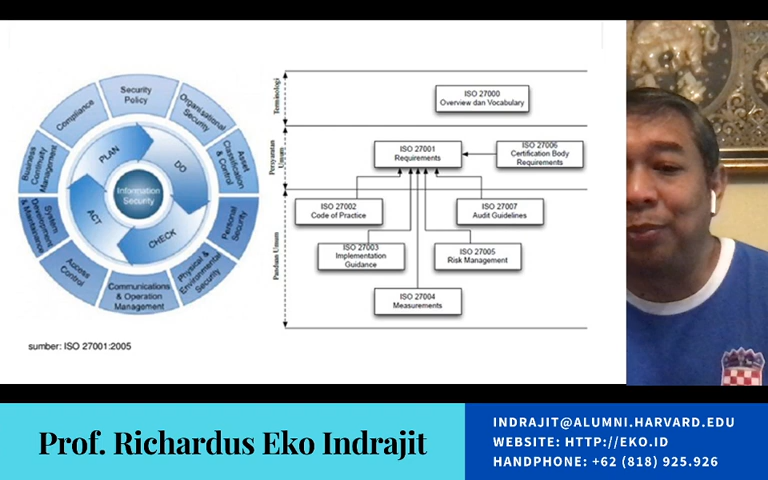 Security
Policy
Organisational
Security
Asset
Classification
& Control
Personal
Security
Physical &
Environmental
Security
Communications
& Operation
Management
Access
Control
System
Development
& Maintenance
Business
Continuity
Management
Compliance
PLAN
DO
CHECK
ACT
Information
Security
sumber: ISO 27001:2005
Terminologi
ISO 27000
Overview dan Vocabulary
Persyaratan
Umum
ISO 27001
Requirements
ISO 27006
Certification Body
Requirements
Panduan Umum
ISO 27002
Code of Practice
ISO 27007
Audit Guidelines
ISO 27003
Implementation
Guidance
ISO 27005
Risk Management
ISO 27004
Measurements
Prof. Richardus Eko Indrajit
INDRAJIT@ALUMNI.HARVARD.EDU
WEBSITE: HTTP://EKO.ID
HANDPHONE: +62 (818) 925.926